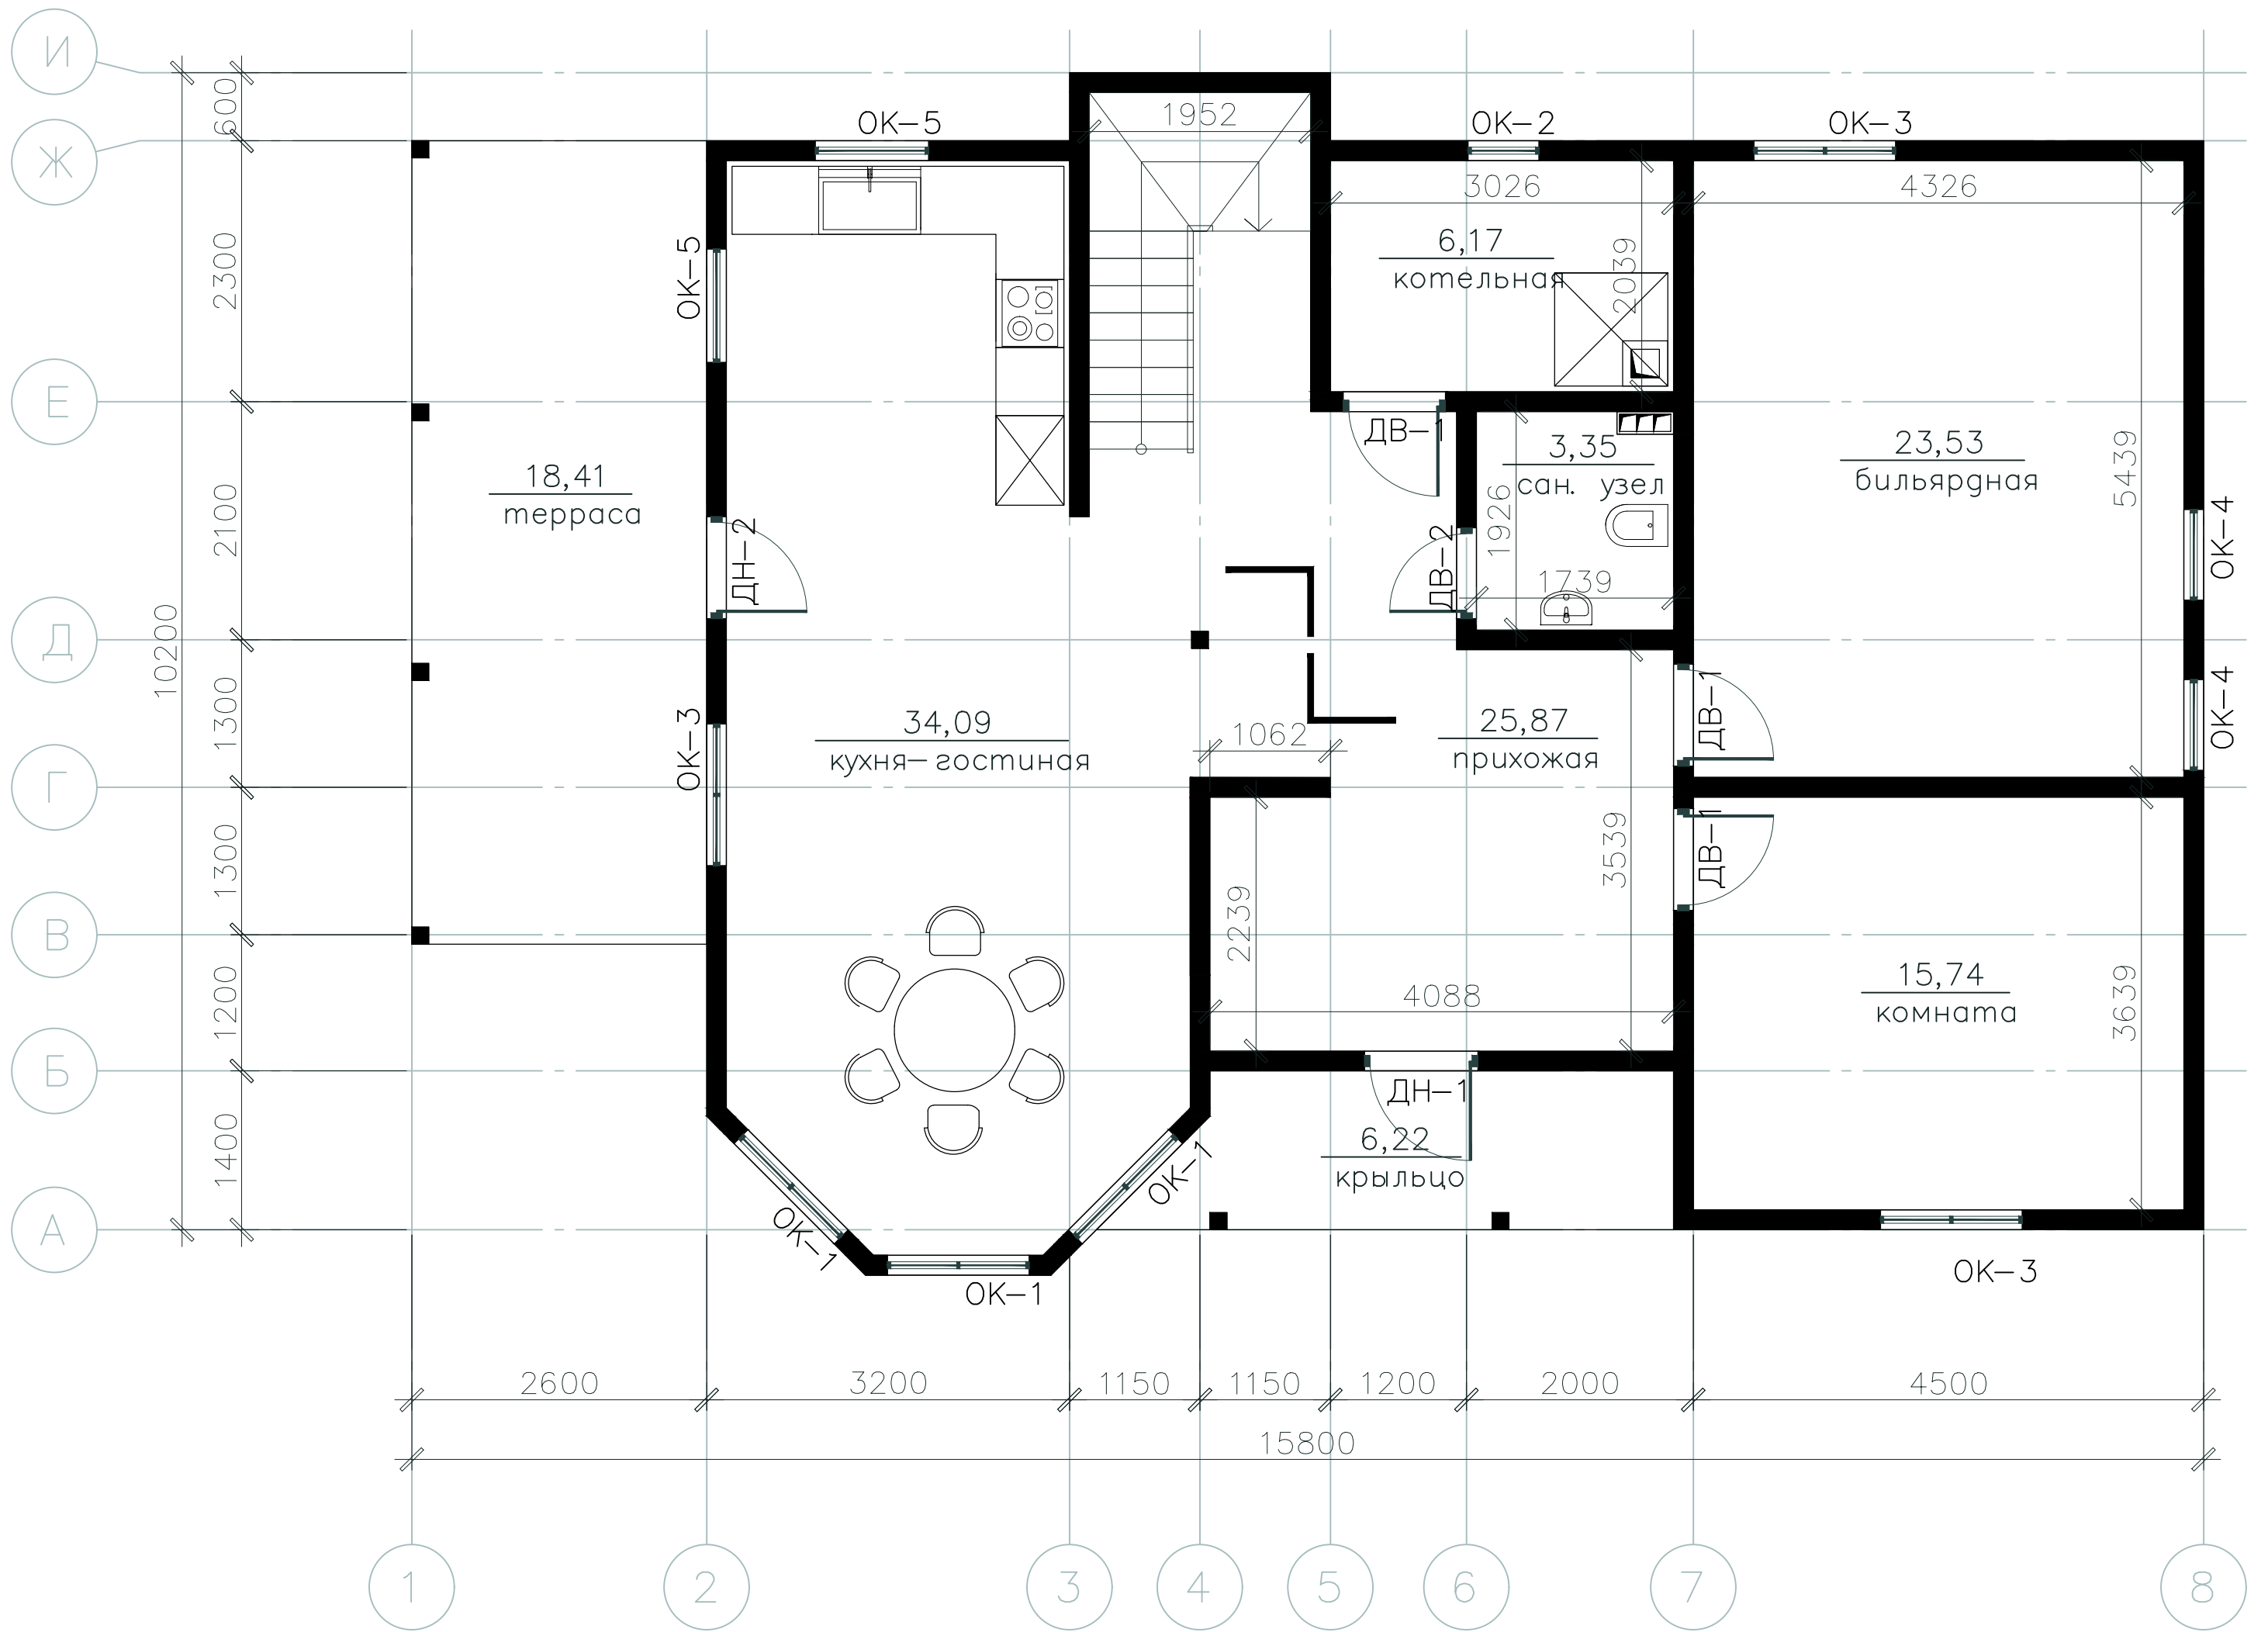 И
Ж
Е
Д
Г
В
Б
А
10200
600
2300
2100
1300
1300
1200
1400
ОК-5
1952
ОК-2
ОК-3
3026
4326
ОК-5
6,17
котельная
2039
ДВ-1
3,35
сан. узел
23,53
бильярдная
5439
18,41
терраса
ДН-2
ДВ-2
1926
1739
ОК-4
ОК-4
ОК-3
34,09
кухня-гостиная
1062
25,87
прихожая
ДВ-1
ДВ-1
3539
2239
4088
15,74
комната
3639
ДН-1
6,22
крыльцо
ОК-1
ОК-1
ОК-1
ОК-3
2600
3200
1150
1150
1200
2000
4500
15800
1
2
3
4
5
6
7
8